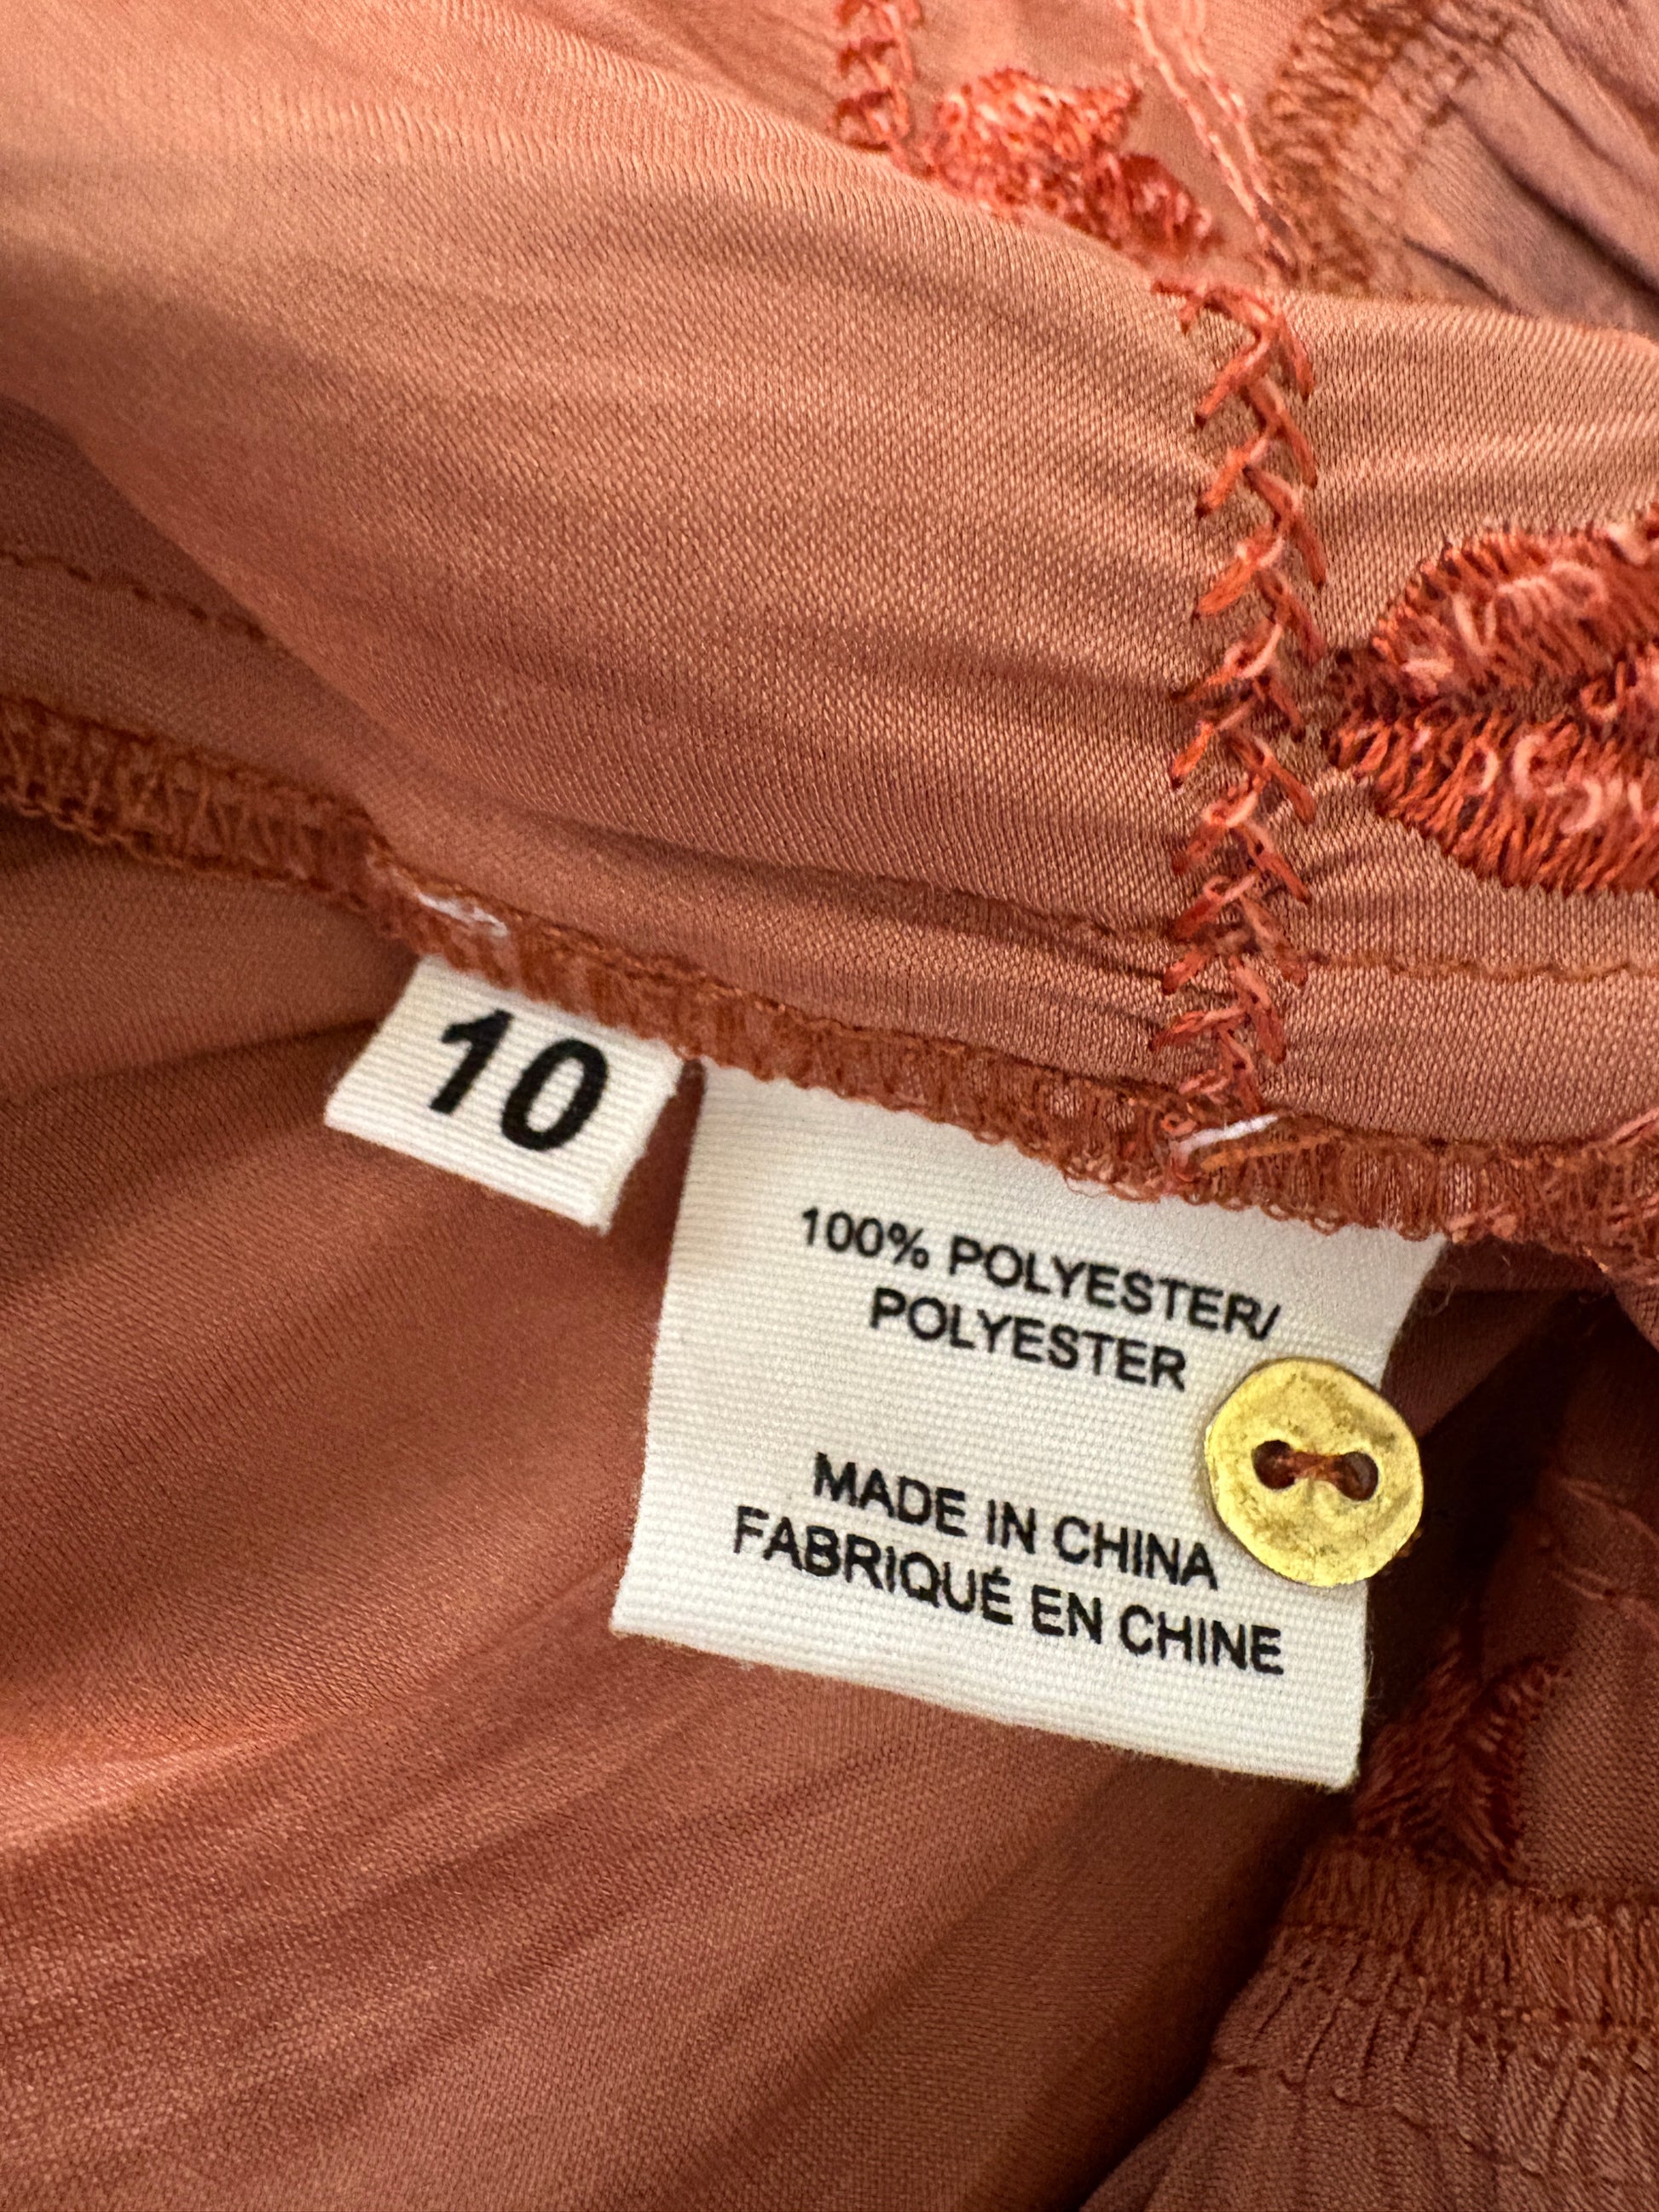 10
100% POLYESTER/
POLYESTER
MADE IN CHINA
FABRIQUÉ EN CHINE